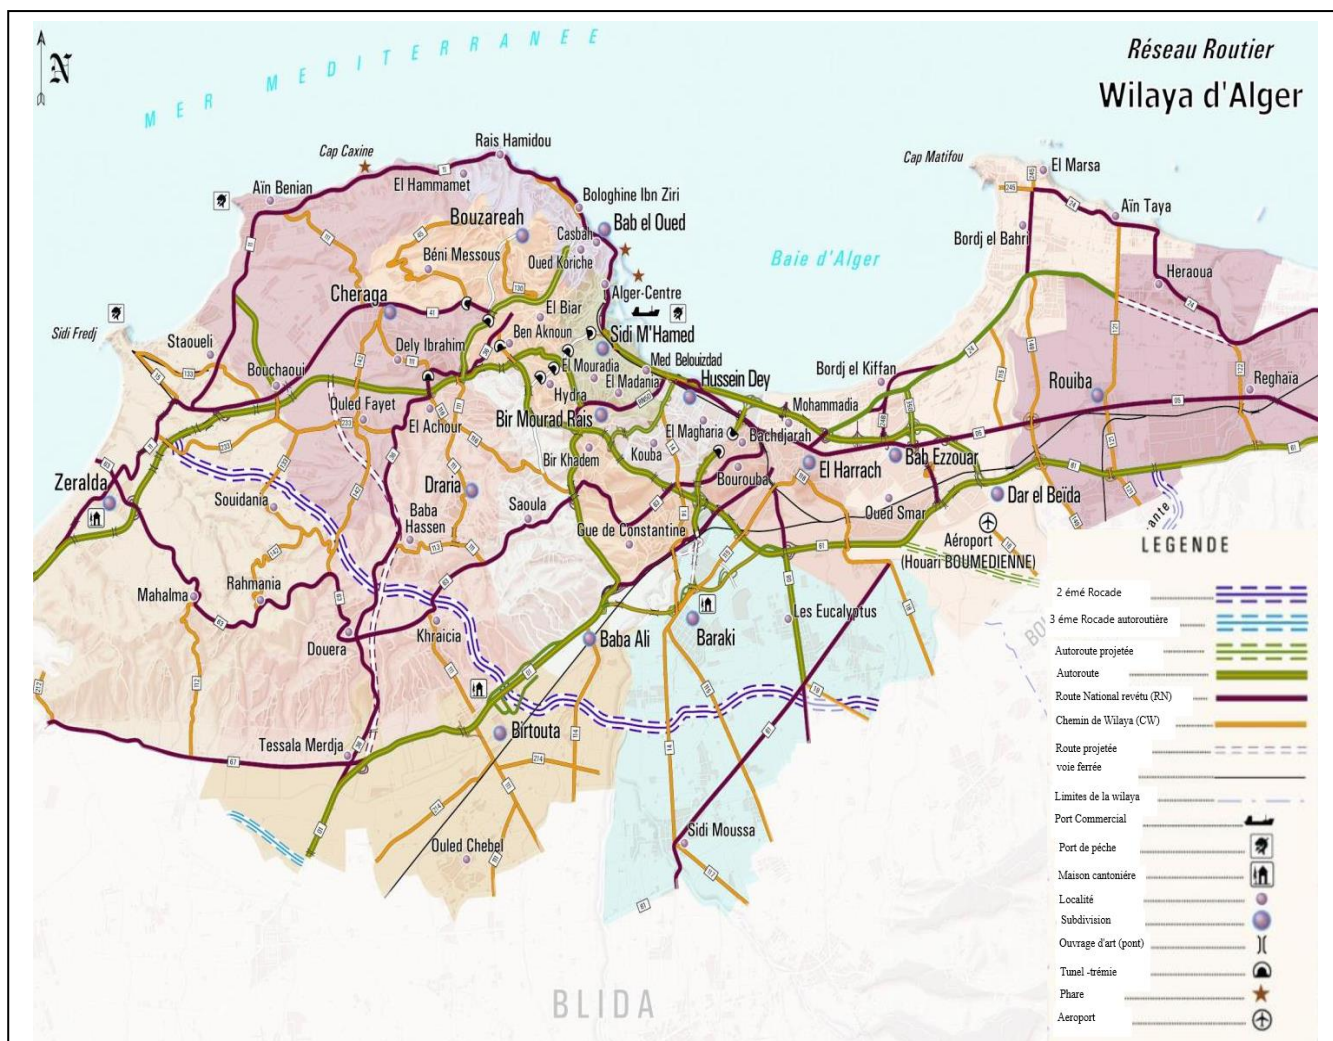 Réseau Routier
Wilaya d'Alger
N
MER MEDITERRANEE
Rais Hamidou
Cap Caxine
El Hammamet
Aïn Benian
Bologhine Ibn Ziri
Bouzareah
Bab el Oued
Casbah
Béni Messous
Oued Koriche
Baie d'Alger
Cap Matifou
El Marsa
Aïn Taya
Bordj el Bahri
Heraoua
Cheraga
Alger-Centre
El Biar
Sidi Fredj
Staoueli
Dely Ibrahim
Ben Aknoun
Sidi M'Hamed
Bouchaoui
El Mouradia
Med Belouizdad
El Madania
Hydra
Hussein Dey
Bordj el Kiffan
Rouiba
Reghaïa
Ouled Fayet
El Achour
Bir Mourad Rais
Mohammadia
El Magharia
Bachdjarah
Kouba
Bir Khadem
Bourouba
El Harrach
Bab Ezzouar
Zeralda
Souidania
Draria
Saoula
Baba
Hassen
Gue de Constantine
Oued Smar
Dar el Beïda
Aéroport
(Houari BOUMEDIENNE)
Mahalma
Rahmania
Douera
Khraicia
Baba Ali
Baraki
Les Eucalyptus
Birtouta
Tessala Merdja
Ouled Chebel
Sidi Moussa
BLIDA
LEGENDE
2 émé Rocade
3 éme Rocade autoroutière
Autoroute projetée
Autoroute
Route National revétu (RN)
Chemin de Wilaya (CW)
Route projetée
voie ferrée
Limites de la wilaya
Port Commercial
Port de péche
Maison cantoniére
Localité
Subdivision
Ouvrage d'art (pont)
Tunel -trémie
Phare
Aeroport